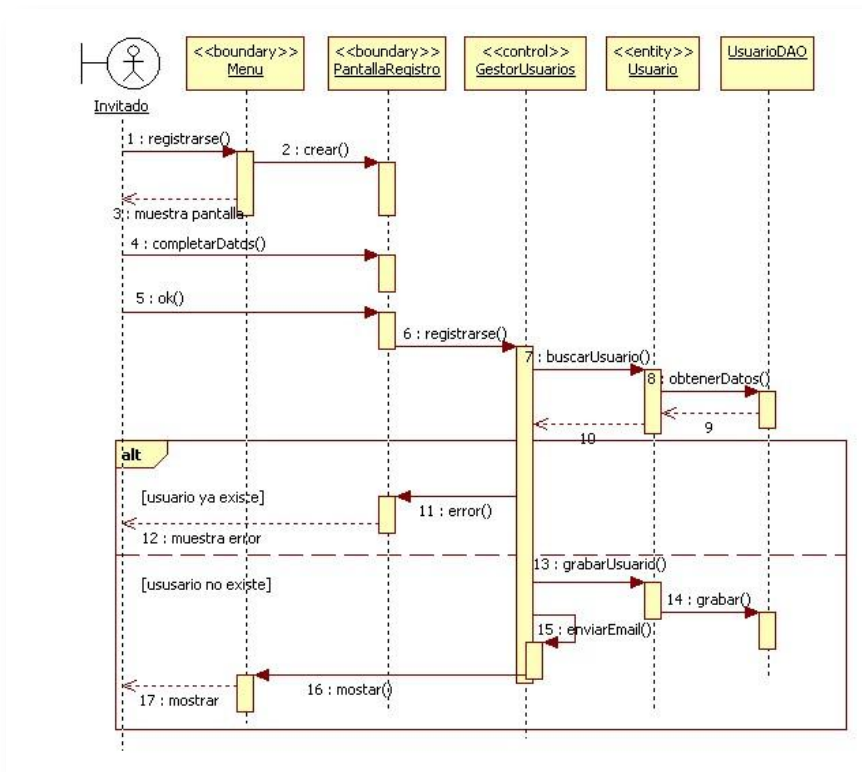 <<boundary>>
Menu
<<boundary>>
PantallaRegistro
<<control>>
GestorUsuarios
<<entity>>
Usuario
UsuarioDAO
Invitado
1 : registrarse()
2 : crear()
3 : muestra pantalla
4 : completarDatos()
5 : ok()
6 : registrarse()
7 : buscarUsuario()
8 : obtenerDatos()
9
10
alt
[usuario ya existe]
11 : error()
12 : muestra error
13 : grabarUsuario()
[ususario no existe]
14 : grabar()
15 : enviarEmail()
16 : mostar()
17 : mostrar